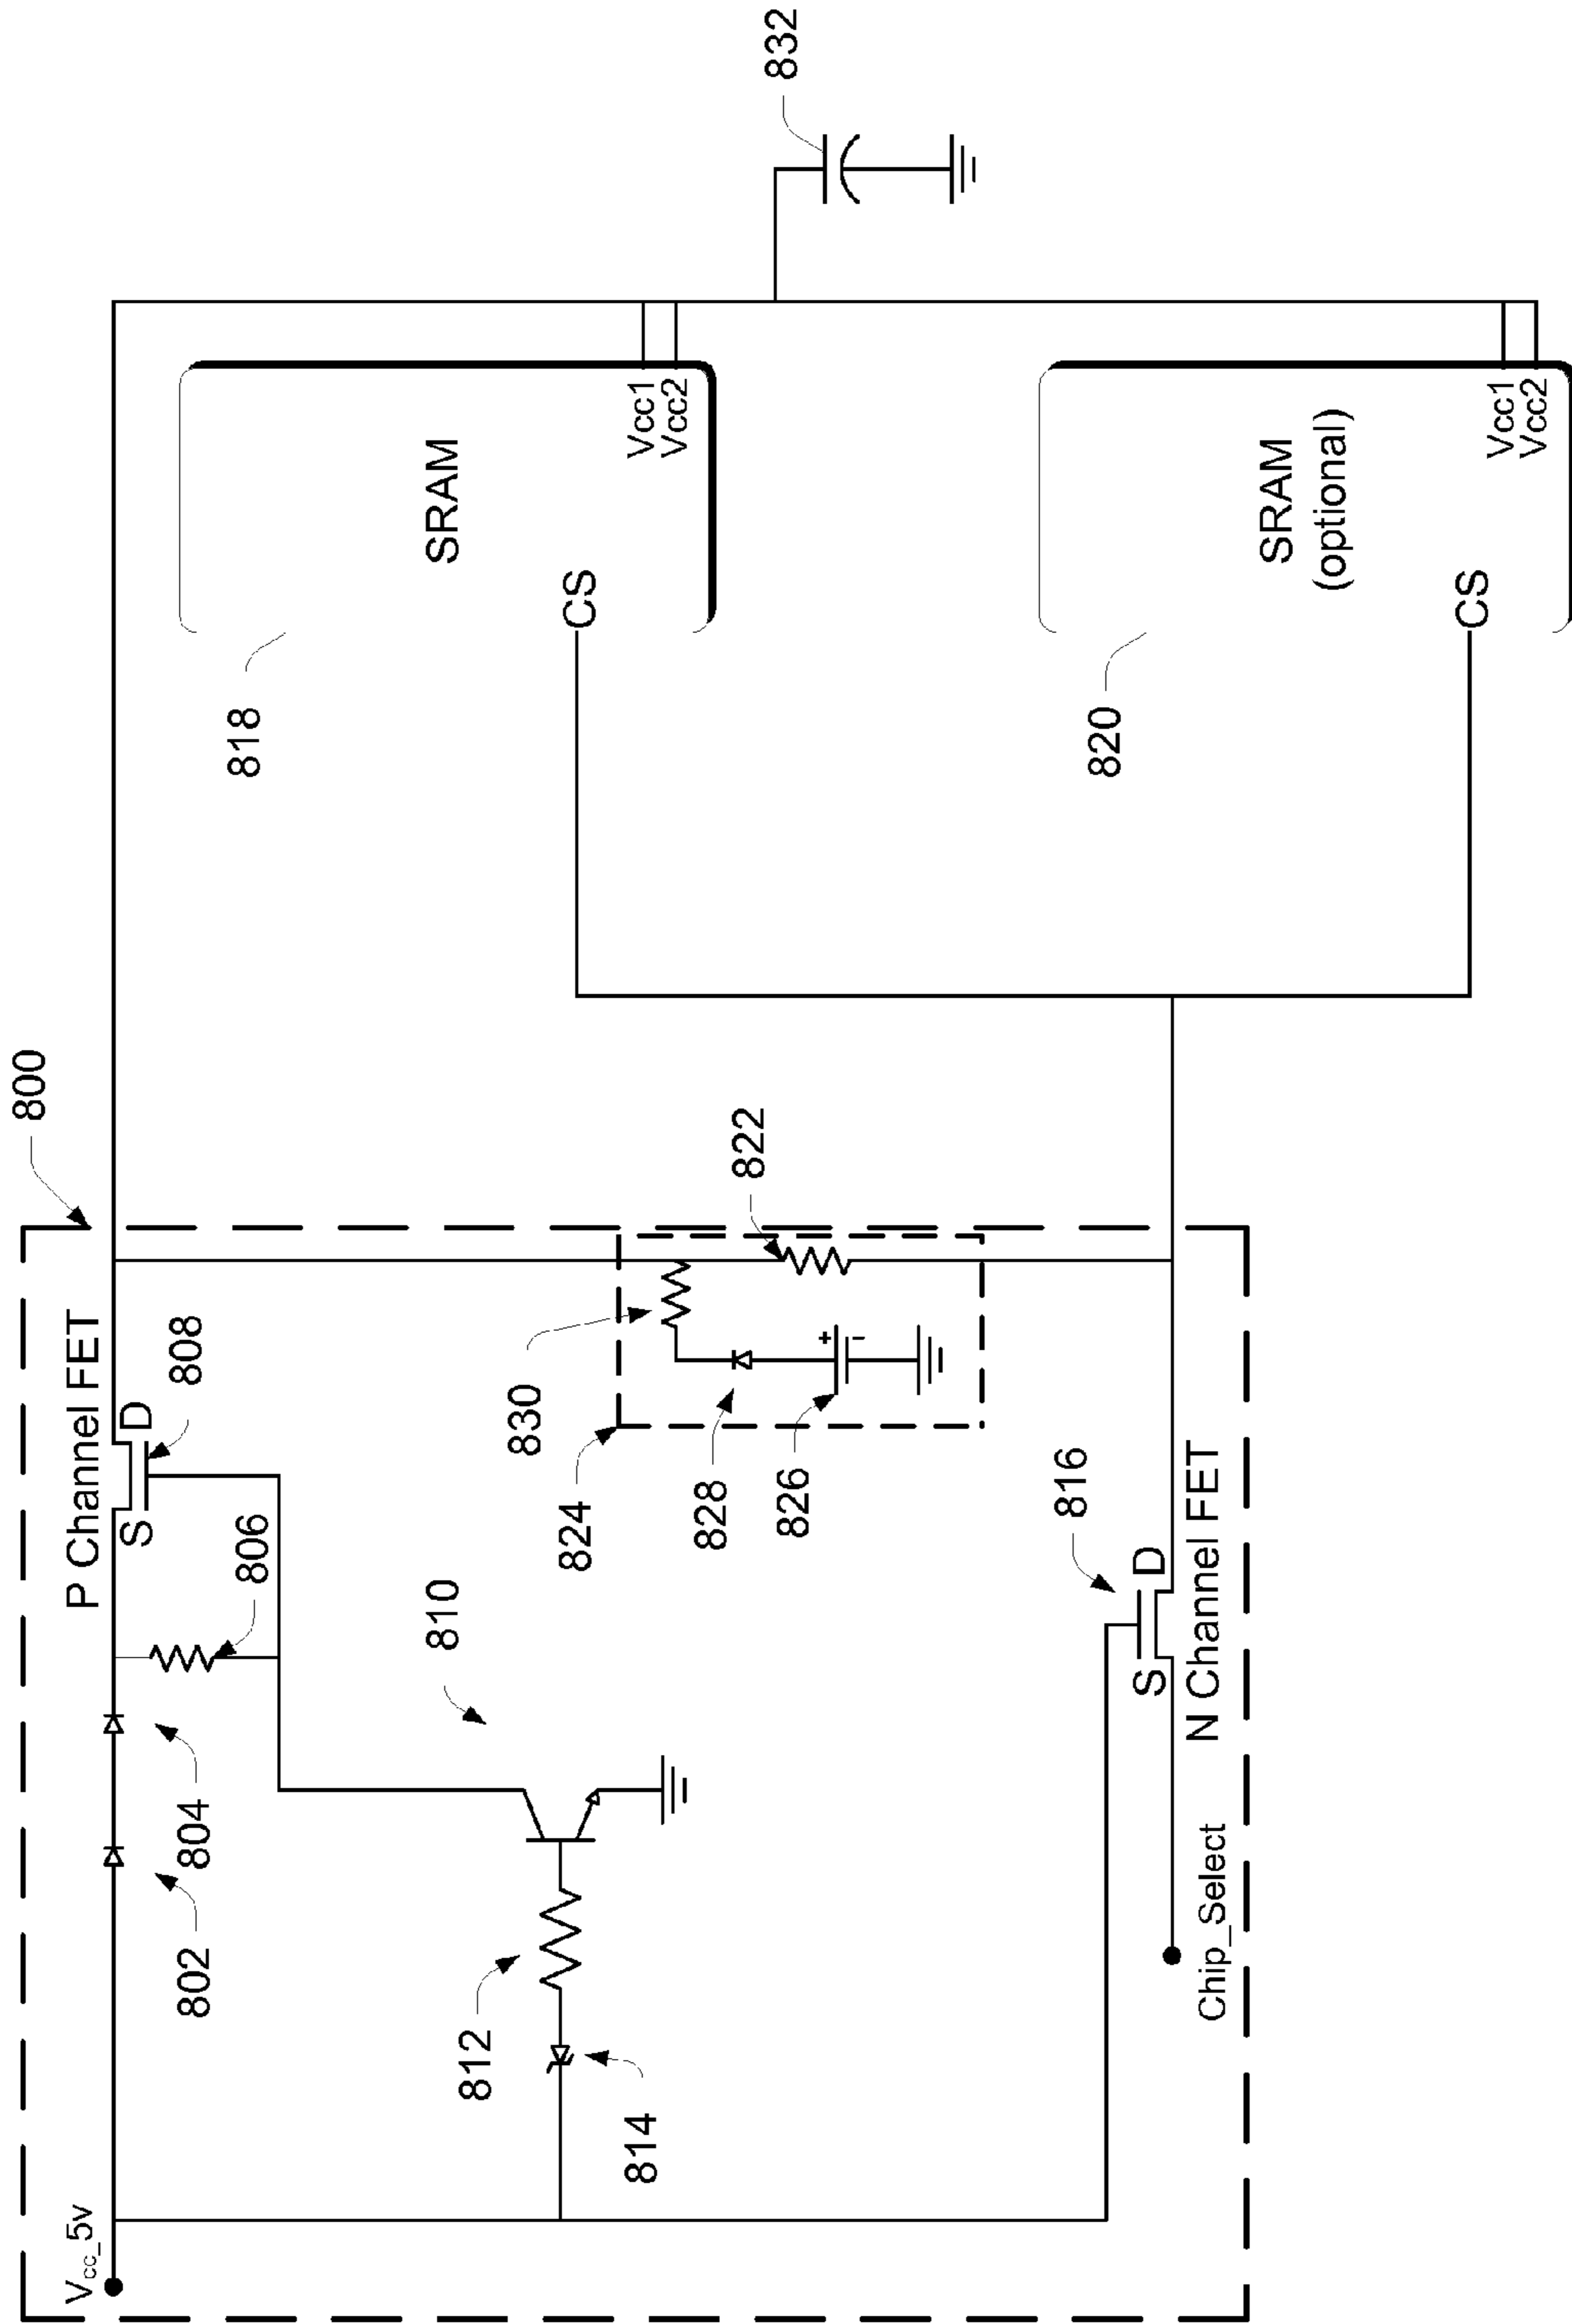 800
P Channel FET
Vcc_5v
802
804
806
S
D
808
810
812
814
830
824
828
826
822
816
S
D
N Channel FET
Chip_Select
818
SRAM
CS
Vcc1
Vcc2
820
SRAM
(optional)
CS
Vcc1
Vcc2
832
+
-